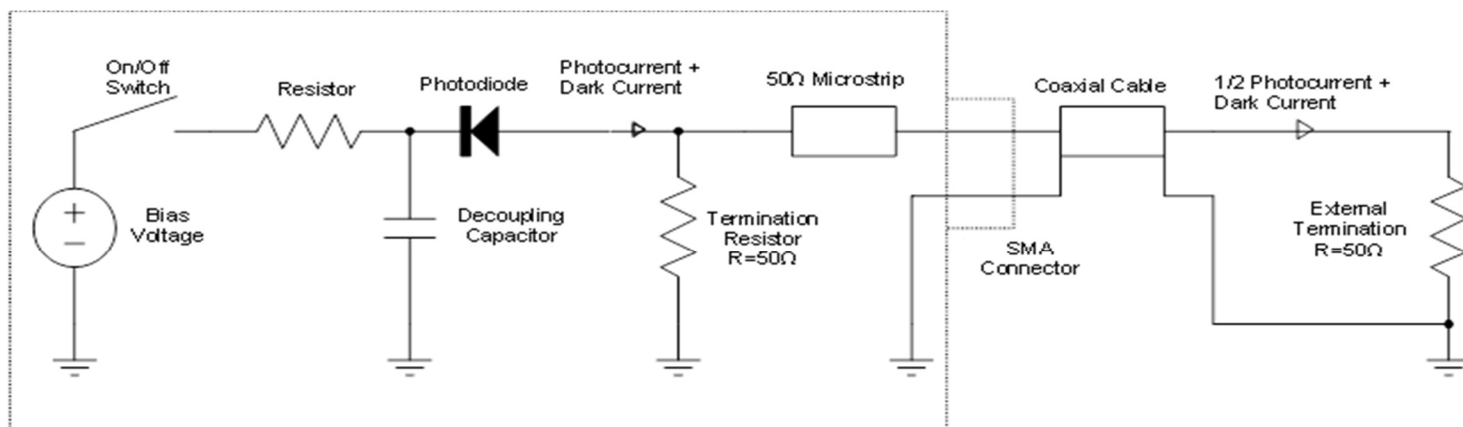 On/Off
Switch
Resistor
Photodiode
Photocurrent +
Dark Current
50Ω Microstrip
Coaxial Cable
1/2 Photocurrent +
Dark Current
+
−
Bias
Voltage
Decoupling
Capacitor
Termination
Resistor
R=50Ω
SMA
Connector
External
Termination
R=50Ω